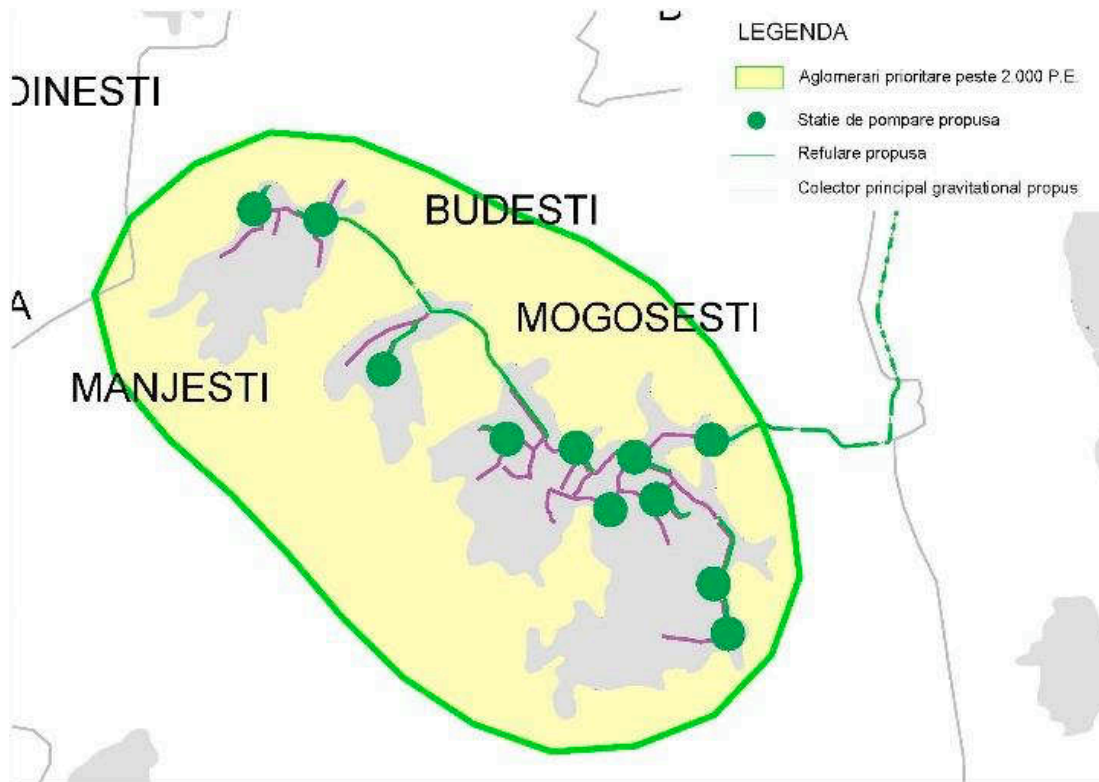 LEGENDA
Aglomerari prioritare peste 2.000 P.E.
Statie de pompare propusa
Refulare propusa
Colector principal gravitational propus
DINESTI
BUDESTI
MOGOSESTI
A
MANJESTI